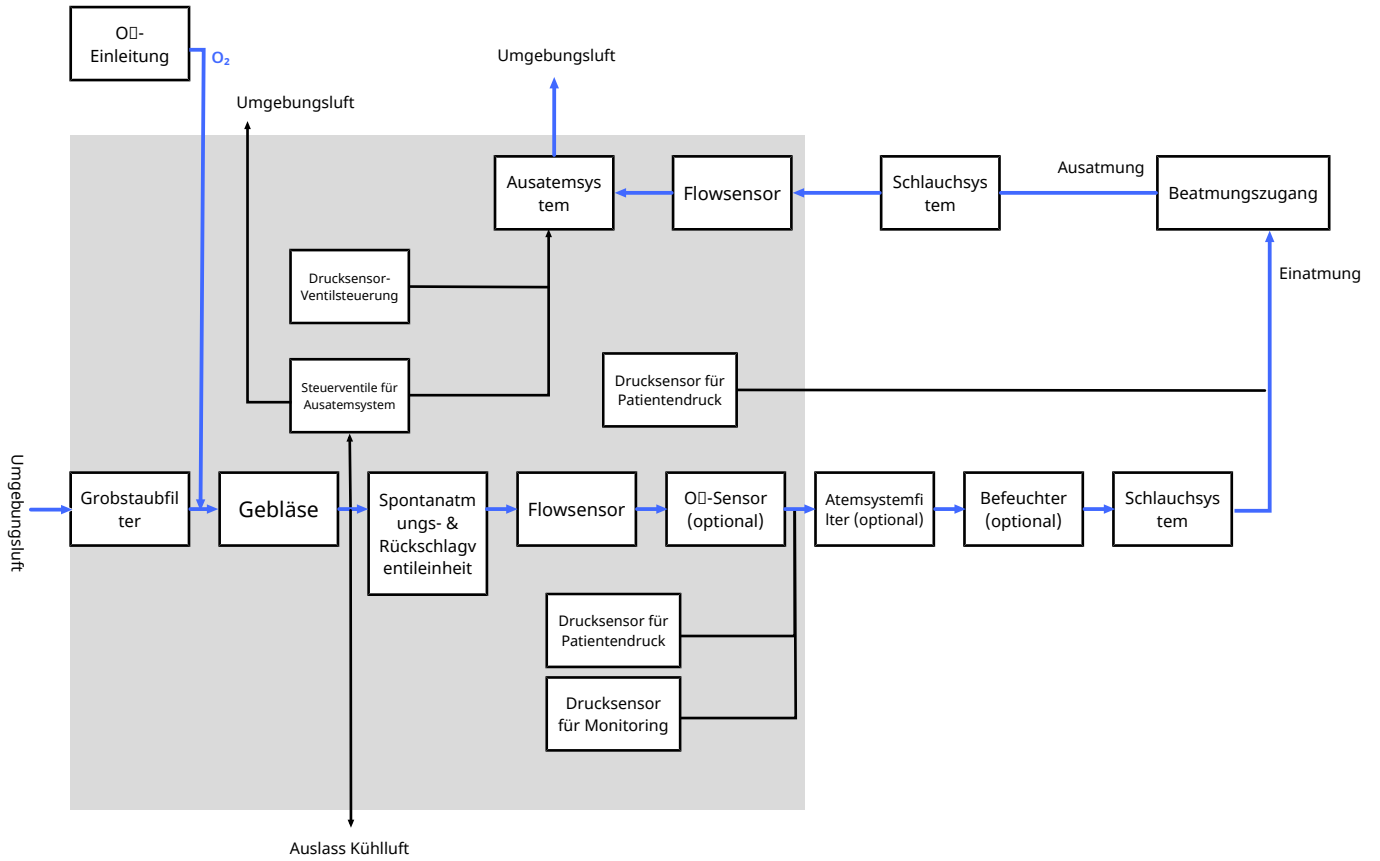 O▯-
Einleitung
O₂
Umgebungsluft
Umgebungsluft
Ausatemsys
tem
Flowsensor
Schlauchsys
tem
Ausatmung
Beatmungszugang
Drucksensor-
Ventilsteuerung
Einatmung
Steuerventile für
Ausatemsystem
Drucksensor für
Patientendruck
Umgebungsluft
Grobstaubfil
ter
Gebläse
Spontanatm
ungs- &
Rückschlagv
entileinheit
Flowsensor
O▯-Sensor
(optional)
Atemsystemfi
lter (optional)
Befeuchter
(optional)
Schlauchsys
tem
Drucksensor für
Patientendruck
Drucksensor
für Monitoring
Auslass Kühlluft